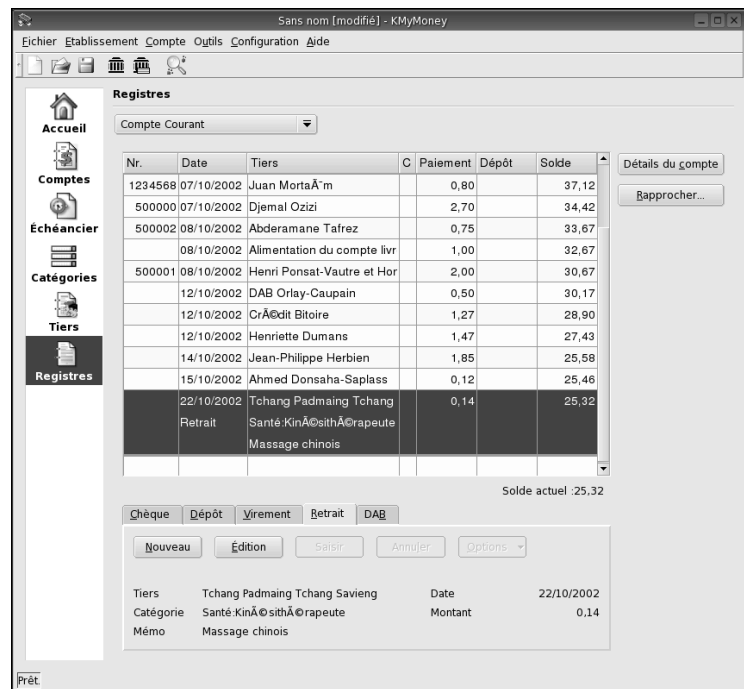 Sans nom [modifié] - KMyMoney
Fichier Etablissement Compte Outils Configuration Aide
Registres
Accueil
Comptes
Échéancier
Catégories
Tiers
Registres
Compte Courant
Nr. Date Tiers C Paiement Dépôt Solde
1234568 07/10/2002 Juan MortaÃ¯m 0,80 37,12
500000 07/10/2002 Djemal Ozizi 2,70 34,42
500002 08/10/2002 Abderamane Tafrez 0,75 33,67
08/10/2002 Alimentation du compte livr 1,00 32,67
500001 08/10/2002 Henri Ponsat-Vautre et Hor 2,00 30,67
12/10/2002 DAB Orlay-Caupain 0,50 30,17
12/10/2002 CrÃ©dit Bitoire 1,27 28,90
12/10/2002 Henriette Dumans 1,47 27,43
14/10/2002 Jean-Philippe Herbien 1,85 25,58
15/10/2002 Ahmed Donsaha-Saplass 0,12 25,46
22/10/2002 Tchang Padmaing Tchang 0,14 25,32
Retrait Santé:KinÃ©sithÃ©rapeute
Massage chinois
Détails du compte
Rapprocher...
Solde actuel :25,32
Chèque Dépôt Virement Retrait DAB
Nouveau Édition Saisir Annuler Options
Tiers Tchang Padmaing Tchang Savieng Date 22/10/2002
Catégorie Santé:KinÃ©sithÃ©rapeute Montant 0,14
Mémo Massage chinois
Prêt.